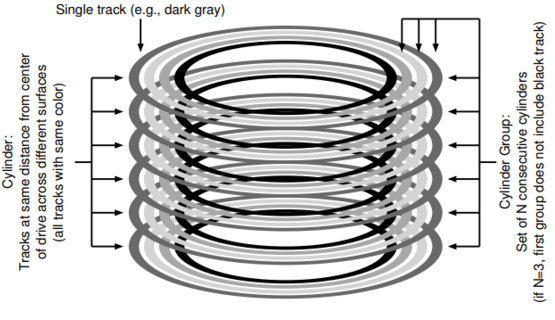 Single track (e.g., dark gray)
Cylinder:
Tracks at same distance from center
of drive across different surfaces
(all tracks with same color)
Cylinder Group:
Set of N consecutive cylinders
(if N=3, first group does not include black track)